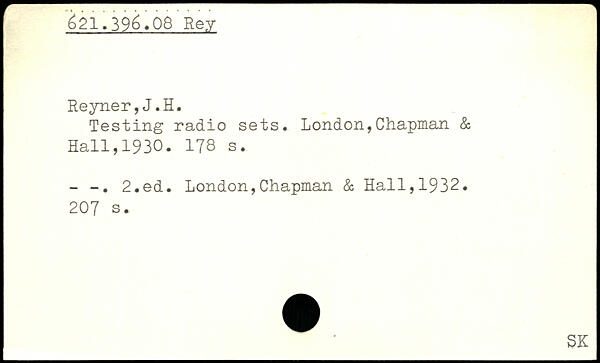 621.396.08 Rey
Reyner,J.H.
Testing radio sets. London,Chapman &
Hall,1930. 178 s.
- -. 2.ed. London,Chapman & Hall,1932.
207 s.
SK